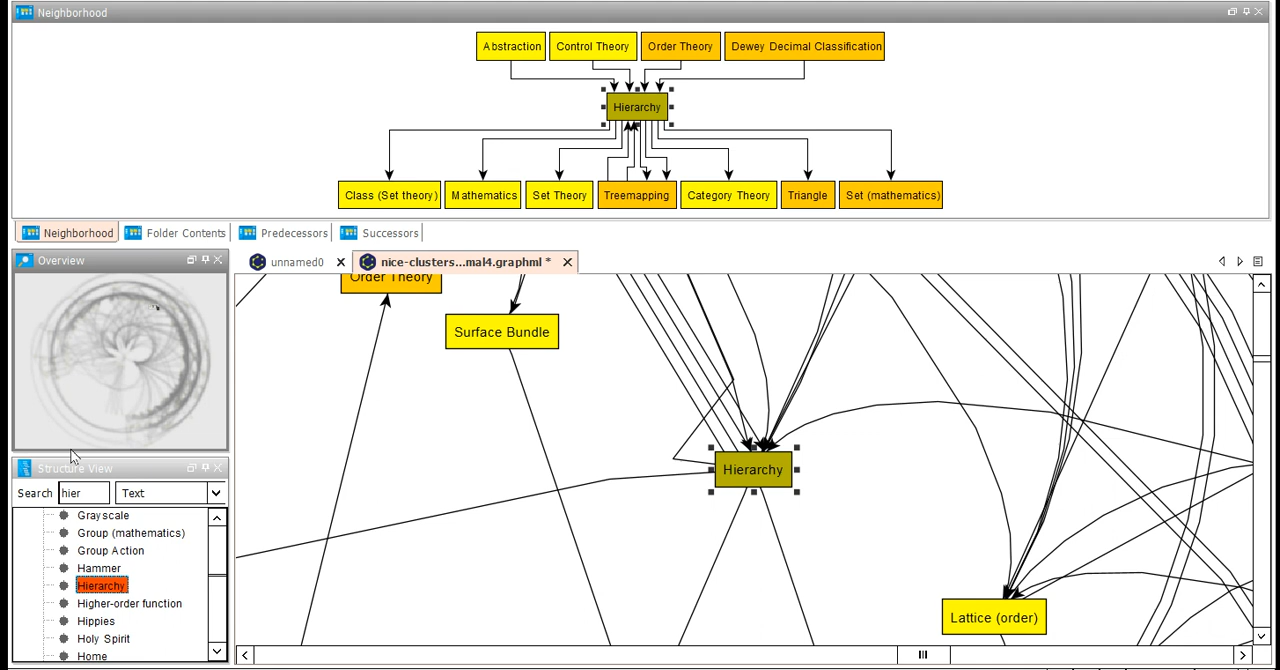 Neighborhood
Abstraction
Control Theory
Order Theory
Dewey Decimal Classification
Hierarchy
Class (Set theory)
Mathematics
Set Theory
Treemapping
Category Theory
Triangle
Set (mathematics)
Neighborhood
Folder Contents
Predecessors
Successors
Overview
unnamed0
nice-clusters...mal4.graphml *
Order Theory
Surface Bundle
Hierarchy
Lattice (order)
Structure View
Search
hier
Text
Grayscale
Group (mathematics)
Group Action
Hammer
Hierarchy
Higher-order function
Hippies
Holy Spirit
Home